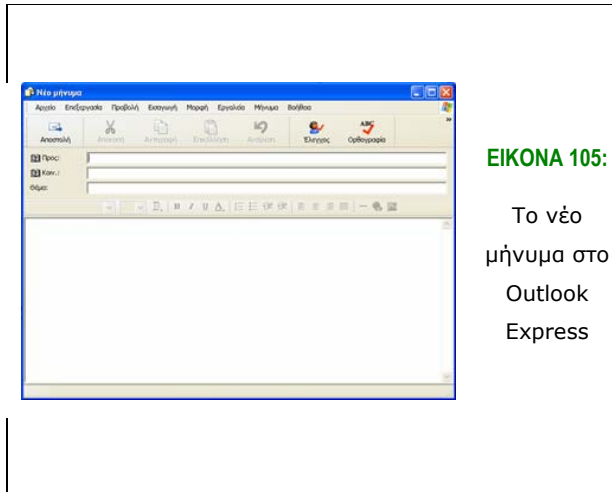 Νέο μήνυμα
Αρχείο Επεξεργασία Προβολή Εισαγωγή Μορφή Εργαλεία Μήνυμα Βοήθεια
Αποστολή Αποκοπή Αντιγραφή Επικόλληση Αναίρεση Έλεγχος Ορθογραφία
Προς:
Κοιν.:
Θέμα:
B I U A
ΕΙΚΟΝΑ 105:
Το νέο
μήνυμα στο
Outlook
Express